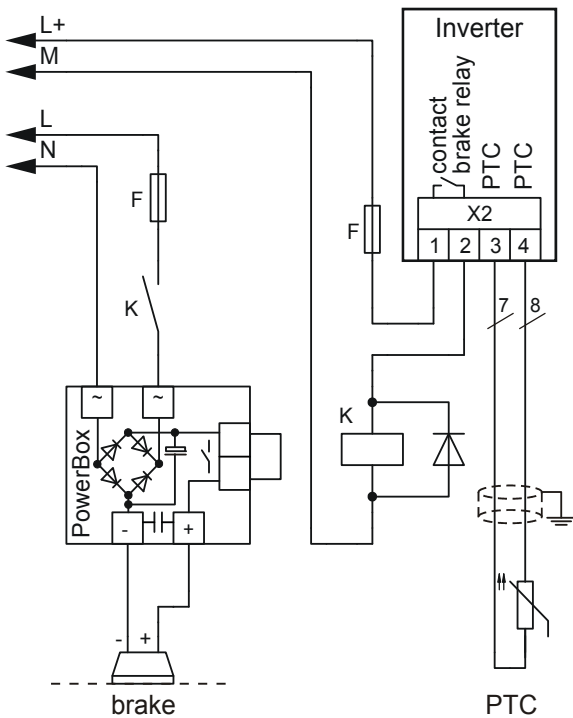 L+
M
L
N
Inverter
contact
brake relay
PTC
PTC
X2
1 2 3 4
F
F
7 8
K
K
~ ~
PowerBox
- +
- +
brake
PTC